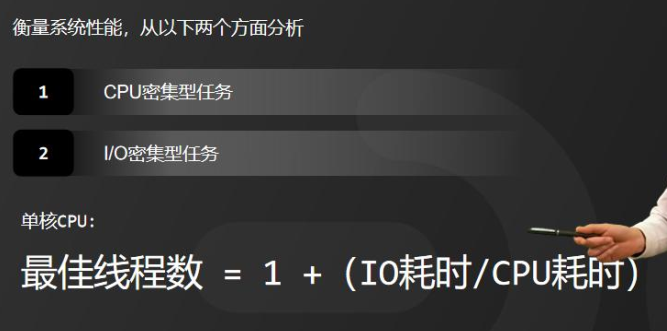 衡量系统性能，从以下两个方面分析
1 CPU密集型任务
2 I/O密集型任务
单核CPU:
最佳线程数 = 1 + (IO耗时/CPU耗时)